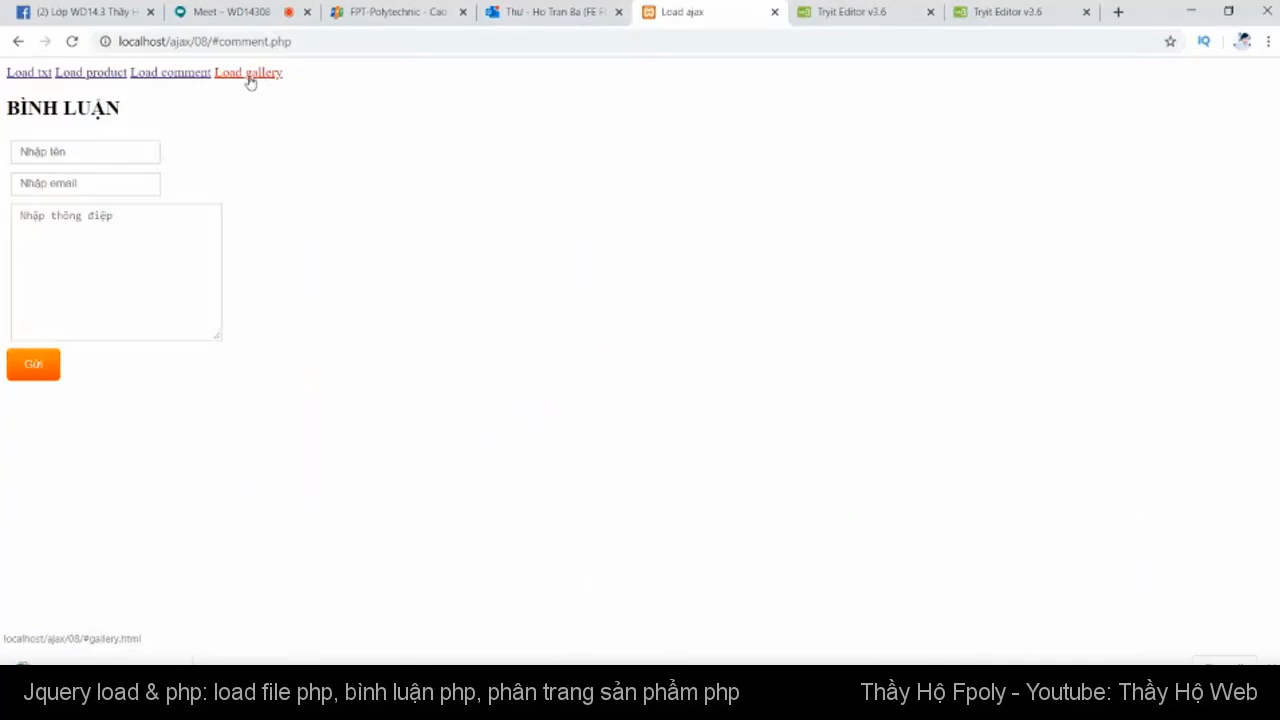 (2) Lớp WD14.3 Thầy H
Meet – WD14308
FPT-Polytechnic - Cao
Thư - Ho Tran Ba (FE F
Load ajax
Tryit Editor v3.6
Tryit Editor v3.6
localhost/ajax/08/#comment.php
IQ
Load txt Load product Load comment Load gallery
BÌNH LUẬN
Nhập tên
Nhập email
Nhập thông điệp
Gửi
localhost/ajax/08/#gallery.html
Jquery load & php: load file php, bình luận php, phân trang sản phẩm php
Thầy Hộ Fpoly - Youtube: Thầy Hộ Web